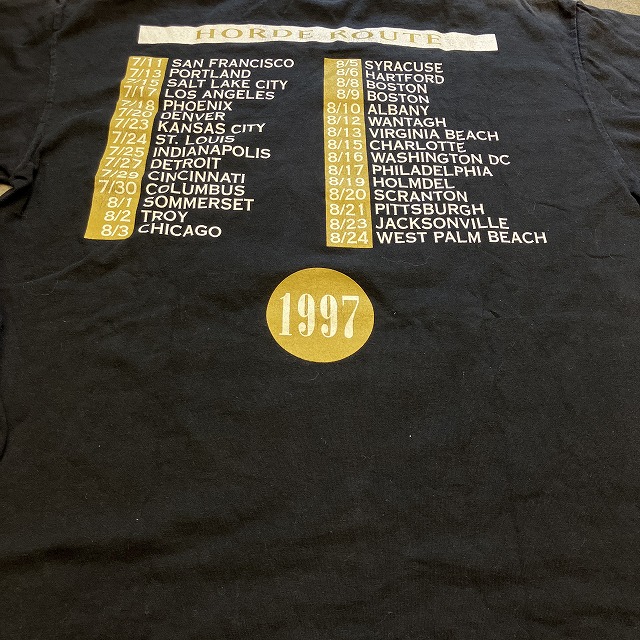 HORDE ROUTE
7/11 SAN FRANCISCO
7/13 PORTLAND
7/15 SALT LAKE CITY
7/17 LOS ANGELES
7/18 PHOENIX
7/20 DENVER
7/23 KANSAS CITY
7/24 ST. LOUIS
7/25 INDIANAPOLIS
7/27 DETROIT
7/29 CINCINNATI
7/30 COLUMBUS
8/1 SOMMERSET
8/2 TROY
8/3 CHICAGO
8/5 SYRACUSE
8/6 HARTFORD
8/8 BOSTON
8/9 BOSTON
8/10 ALBANY
8/12 WANTAGH
8/13 VIRGINIA BEACH
8/15 CHARLOTTE
8/16 WASHINGTON DC
8/17 PHILADELPHIA
8/19 HOLMDEL
8/20 SCRANTON
8/21 PITTSBURGH
8/23 JACKSONVILLE
8/24 WEST PALM BEACH
1997